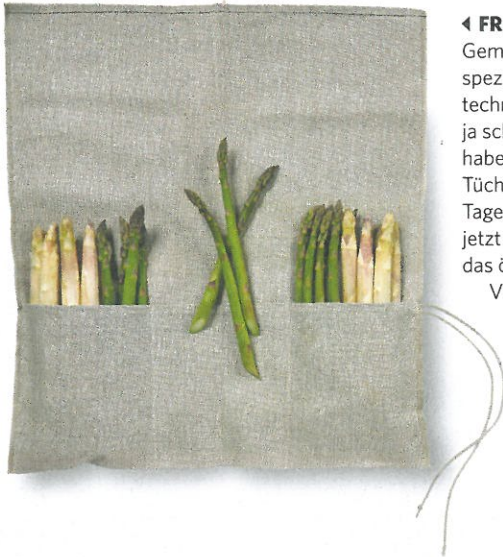 ◀ FR
Gem
spez
techn
ja sch
habe
Tüch
Tage
jetzt
das ö
V